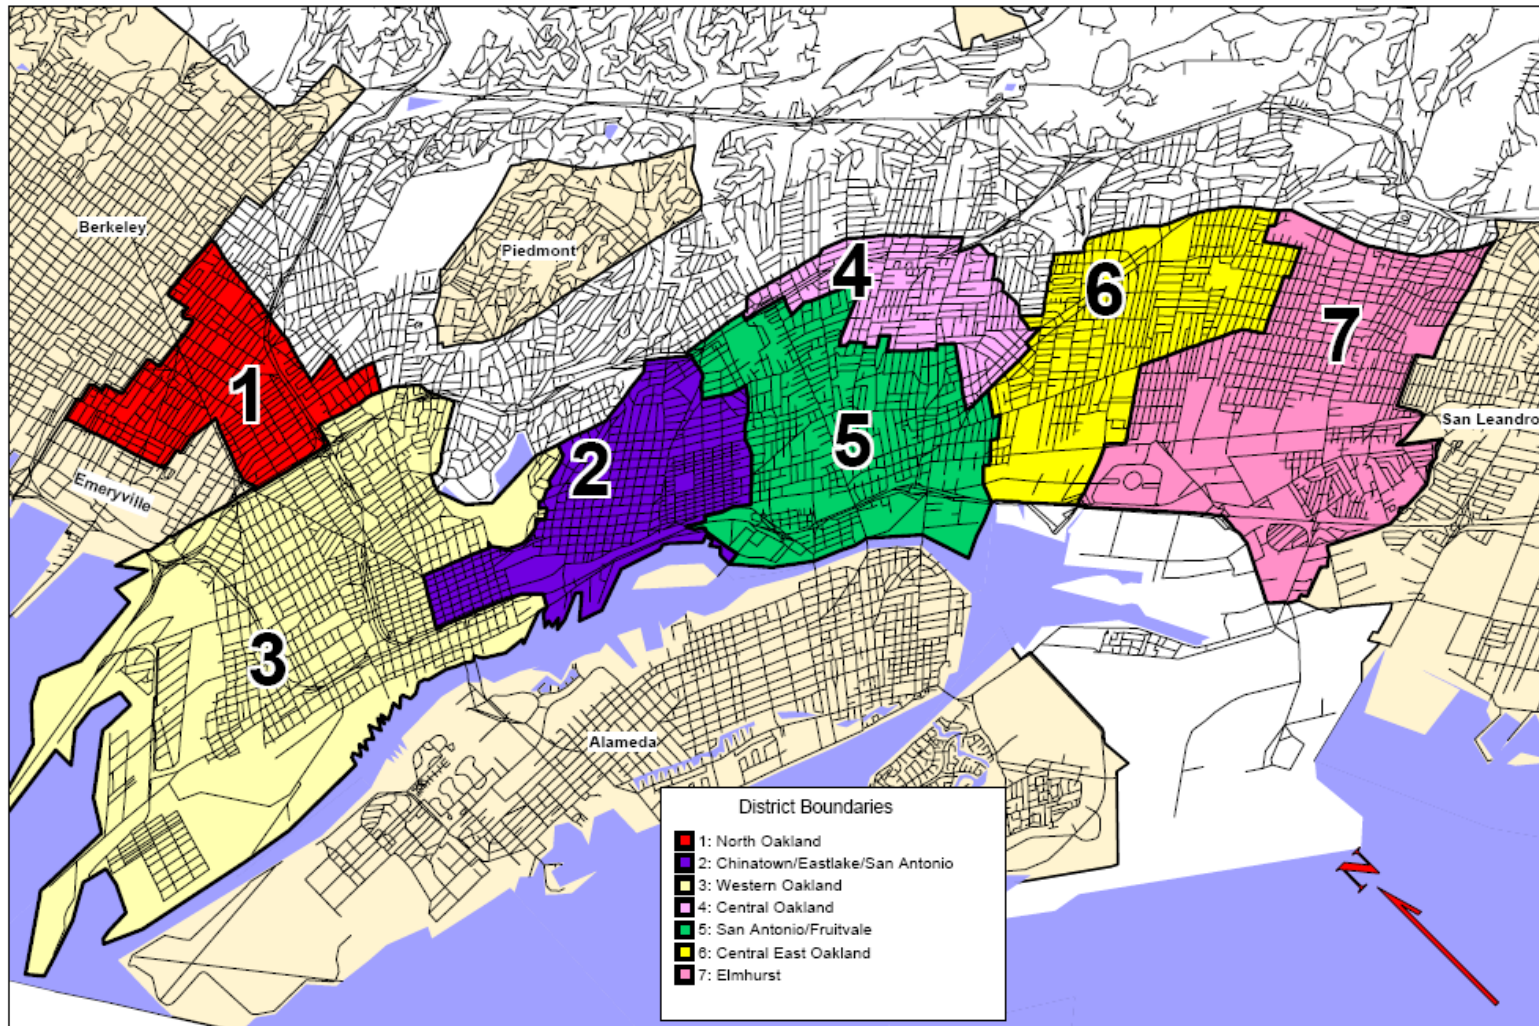 Berkeley
Piedmont
4
6
7
1
San Leandro
5
2
Emeryville
3
Alameda
District Boundaries
1: North Oakland
2: Chinatown/Eastlake/San Antonio
3: Western Oakland
4: Central Oakland
5: San Antonio/Fruitvale
6: Central East Oakland
7: Elmhurst
N